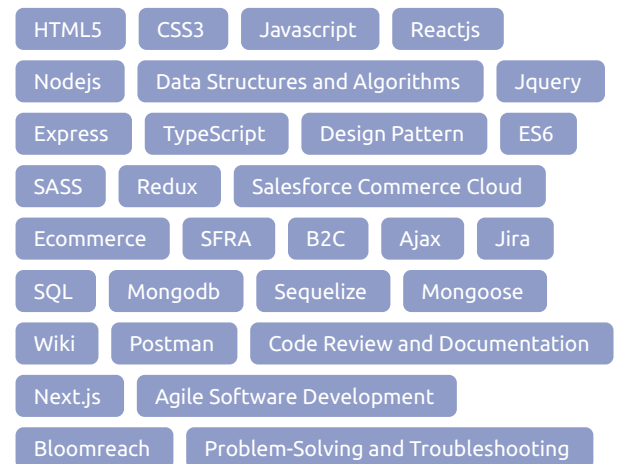 HTML5 CSS3 Javascript Reactjs
Nodejs Data Structures and Algorithms Jquery
Express TypeScript Design Pattern ES6
SASS Redux Salesforce Commerce Cloud
Ecommerce SFRA B2C Ajax Jira
SQL Mongodb Sequelize Mongoose
Wiki Postman Code Review and Documentation
Next.js Agile Software Development
Bloomreach Problem-Solving and Troubleshooting